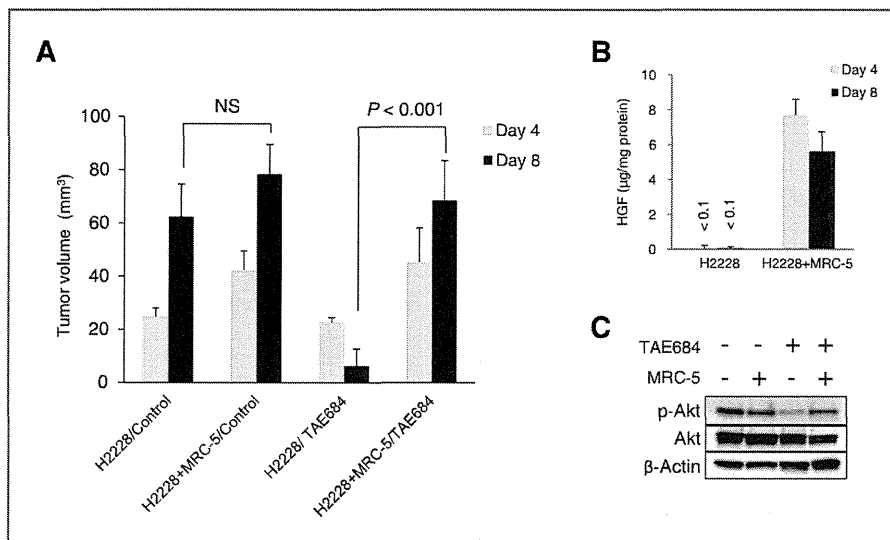 A
NS
P < 0.001
Day 4
Day 8
Tumor volume (mm³)
100
80
60
40
20
0
H2228/Control
H2228+MRC-5/Control
H2228/ TAE684
H2228+MRC-5/TAE684
B
Day 4
Day 8
HGF (μg/mg protein)
10
8
6
4
2
0
< 0.1
< 0.1
H2228
H2228+MRC-5
C
TAE684 - - + +
MRC-5 - + - +
p-Akt
Akt
β-Actin